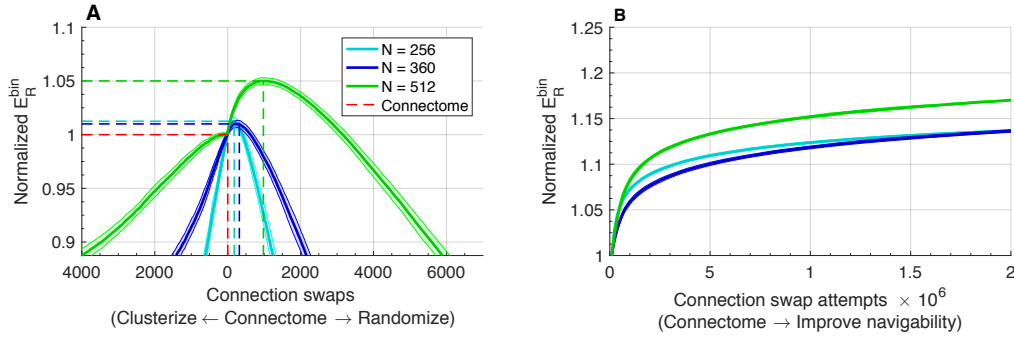 A
Normalized E_R^bin
1.1
1.05
1
0.95
0.9
N = 256
N = 360
N = 512
Connectome
4000 2000 0 2000 4000 6000
Connection swaps
(Clusterize ← Connectome → Randomize)
B
Normalized E_R^bin
1.25
1.2
1.15
1.1
1.05
1
0 0.5 1 1.5 2
Connection swap attempts × 10^6
(Connectome → Improve navigability)